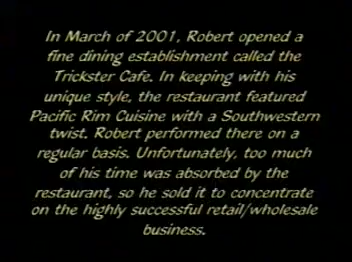 In March of 2001, Robert opened a
fine dining establishment called the
Trickster Cafe. In keeping with his
unique style, the restaurant featured
Pacific Rim Cuisine with a Southwestern
twist. Robert performed there on a
regular basis. Unfortunately, too much
of his time was absorbed by the
restaurant, so he sold it to concentrate
on the highly successful retail/wholesale
business.